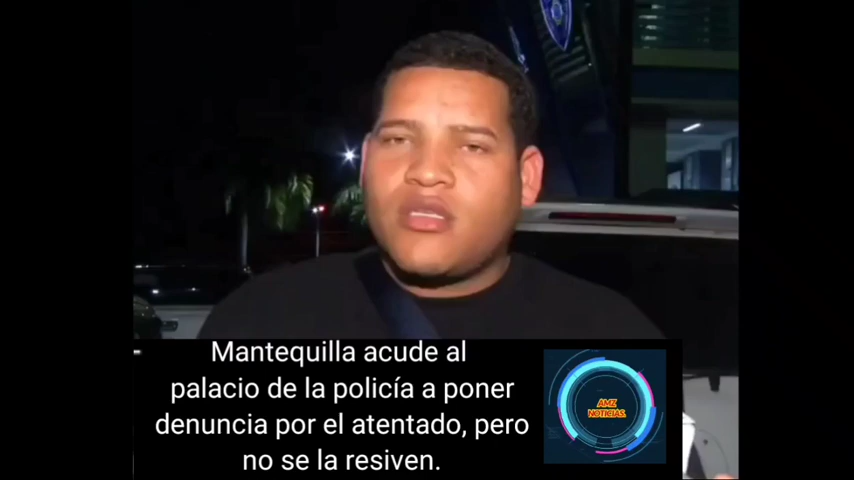 Mantequilla acude al
palacio de la policía a poner
denuncia por el atentado, pero
no se la resiven.
AMZ
NOTICIAS.